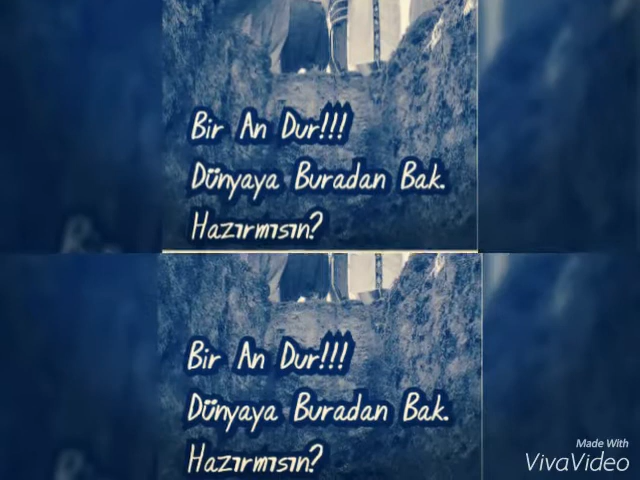 Bir An Dur!!!
Dünyaya Buradan Bak.
Hazırmısın?
Bir An Dur!!!
Dünyaya Buradan Bak.
Hazırmısın?
Made With
VivaVideo